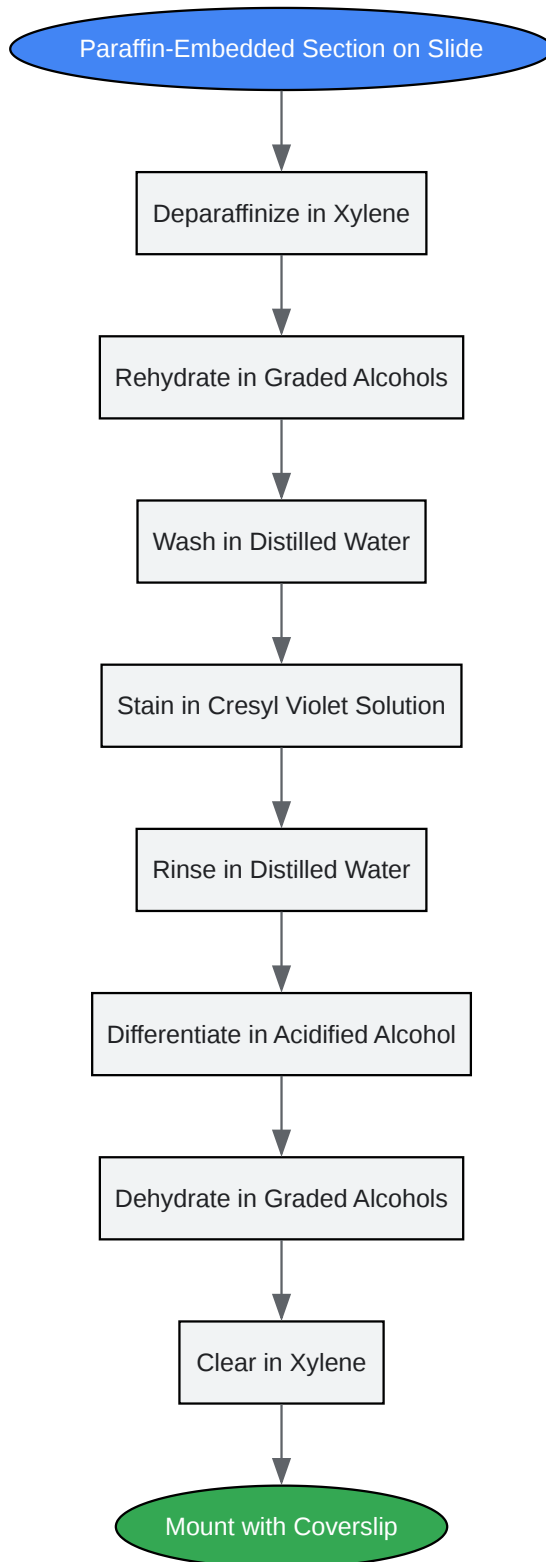 Paraffin-Embedded Section on Slide
Deparaffinize in Xylene
Rehydrate in Graded Alcohols
Wash in Distilled Water
Stain in Cresyl Violet Solution
Rinse in Distilled Water
Differentiate in Acidified Alcohol
Dehydrate in Graded Alcohols
Clear in Xylene
Mount with Coverslip